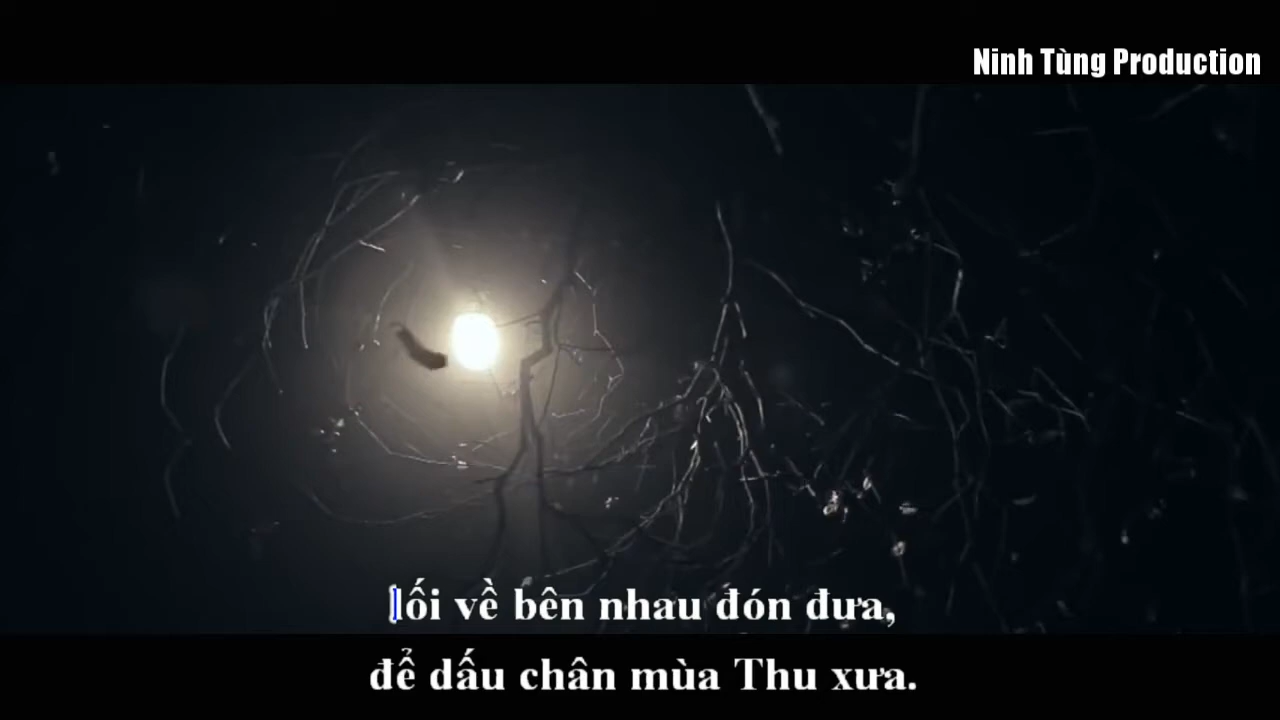 Ninh Tùng Production
lối về bên nhau đón đưa,
để dấu chân mùa Thu xưa.